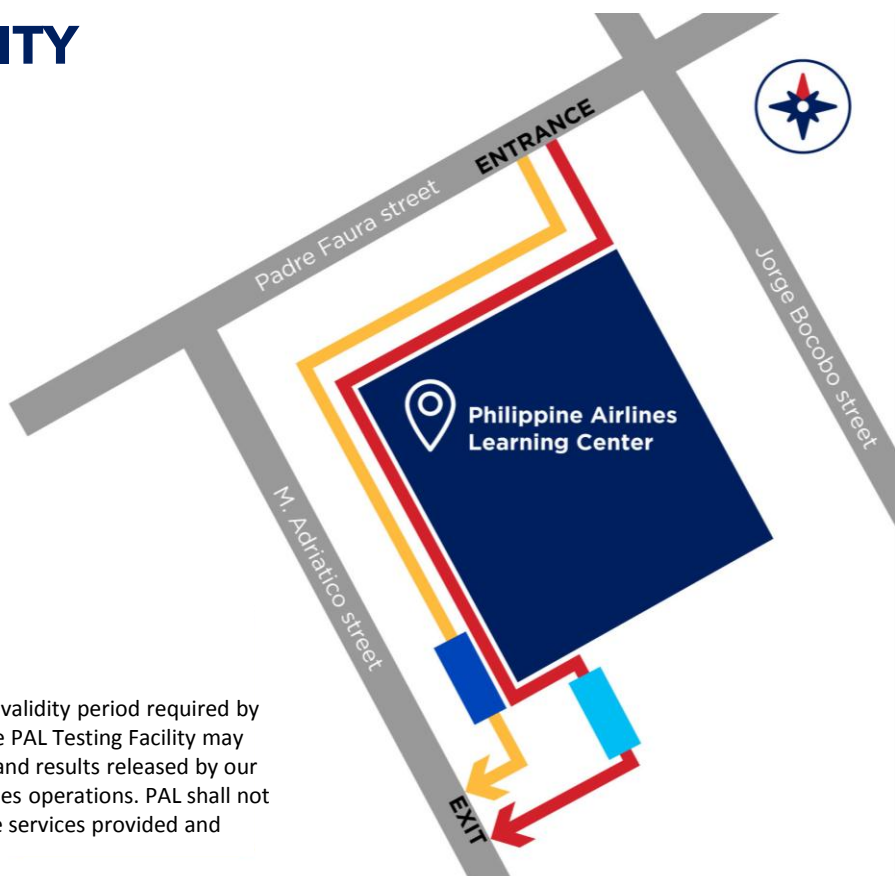 ITY
ENTRANCE
Padre Faura street
Jorge Bocobo street
Philippine Airlines
Learning Center
M. Adriatico street
validity period required by
e PAL Testing Facility may
and results released by our
es operations. PAL shall not
e services provided and
EXIT